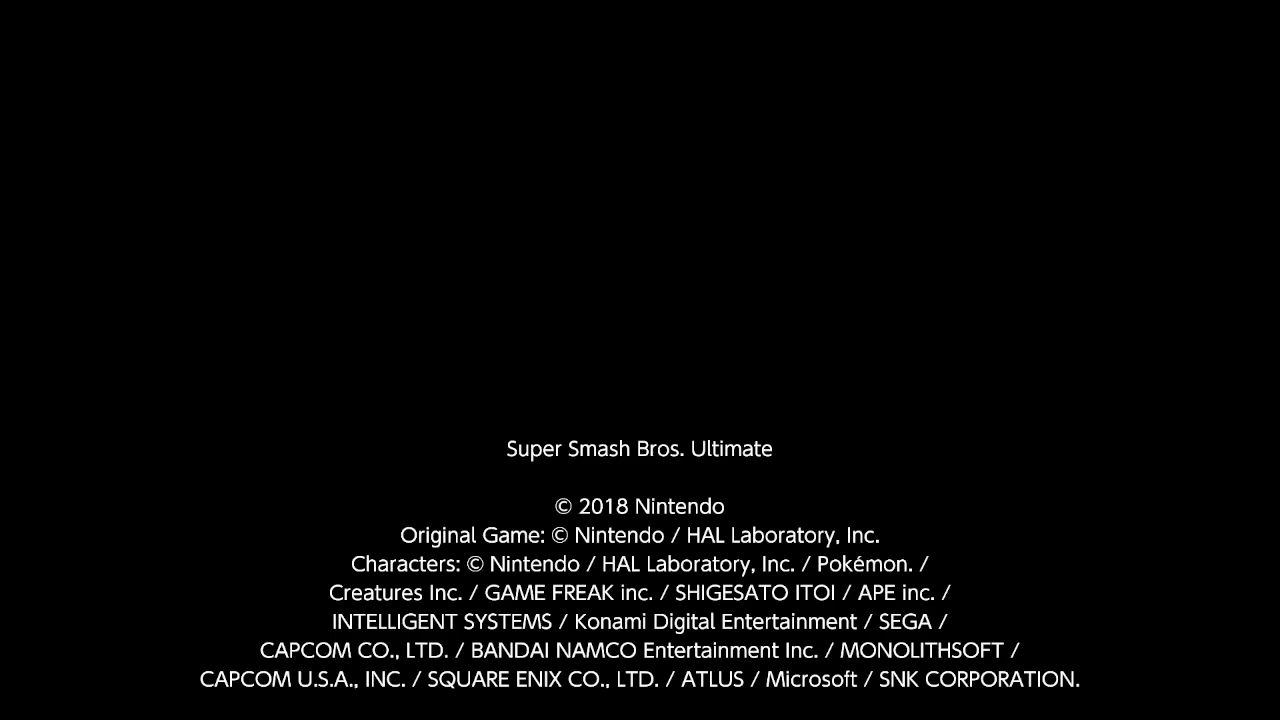 Super Smash Bros. Ultimate
© 2018 Nintendo
Original Game: © Nintendo / HAL Laboratory, Inc.
Characters: © Nintendo / HAL Laboratory, Inc. / Pokémon. /
Creatures Inc. / GAME FREAK inc. / SHIGESATO ITOI / APE inc. /
INTELLIGENT SYSTEMS / Konami Digital Entertainment / SEGA /
CAPCOM CO., LTD. / BANDAI NAMCO Entertainment Inc. / MONOLITHSOFT /
CAPCOM U.S.A., INC. / SQUARE ENIX CO., LTD. / ATLUS / Microsoft / SNK CORPORATION.